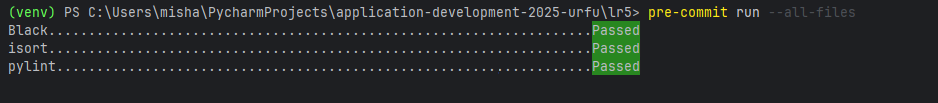 (venv) PS C:\Users\misha\PycharmProjects\application-development-2025-urfu\lr5> pre-commit run --all-files
Black....................................................................Passed
isort....................................................................Passed
pylint...................................................................Passed